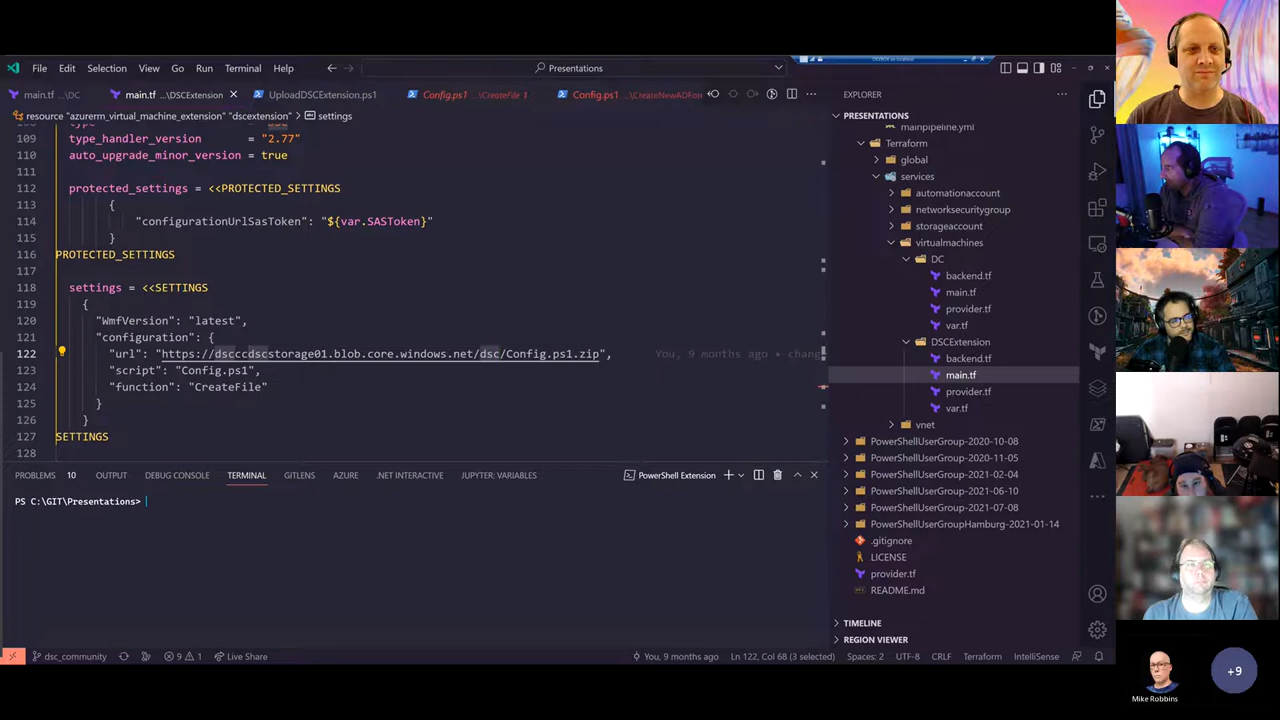 File Edit Selection View Go Run Terminal Help
Presentations
main.tf ...\DC
main.tf ...\DSCExtension
UploadDSCExtension.ps1
Config.ps1 ...\CreateFile 1
Config.ps1 ...\CreateNewADFor
resource "azurerm_virtual_machine_extension" "dscextension" settings
109 type_handler_version = "2.77"
110 auto_upgrade_minor_version = true
111
112 protected_settings = <<PROTECTED_SETTINGS
113 {
114 "configurationUrlSasToken": "${var.SASToken}"
115 }
116 PROTECTED_SETTINGS
117
118 settings = <<SETTINGS
119 {
120 "WmfVersion": "latest",
121 "configuration": {
122 "url": "https://dscccdscstorage01.blob.core.windows.net/dsc/Config.ps1.zip", You, 9 months ago • chang
123 "script": "Config.ps1",
124 "function": "CreateFile"
125 }
126 }
127 SETTINGS
128
PROBLEMS 10 OUTPUT DEBUG CONSOLE TERMINAL GITLENS AZURE .NET INTERACTIVE JUPYTER: VARIABLES
PowerShell Extension
PS C:\GIT\Presentations>
EXPLORER
PRESENTATIONS
mainpipeline.yml
Terraform
global
services
automationaccount
networksecuritygroup
storageaccount
virtualmachines
DC
backend.tf
main.tf
provider.tf
var.tf
DSCExtension
backend.tf
main.tf
provider.tf
var.tf
vnet
PowerShellUserGroup-2020-10-08
PowerShellUserGroup-2020-11-05
PowerShellUserGroup-2021-02-04
PowerShellUserGroup-2021-06-10
PowerShellUserGroup-2021-07-08
PowerShellUserGroupHamburg-2021-01-14
.gitignore
LICENSE
provider.tf
README.md
TIMELINE
REGION VIEWER
dsc_community 9 1 Live Share
You, 9 months ago Ln 122, Col 68 (3 selected) Spaces: 2 UTF-8 CRLF Terraform IntelliSense
Mike Robbins
+9